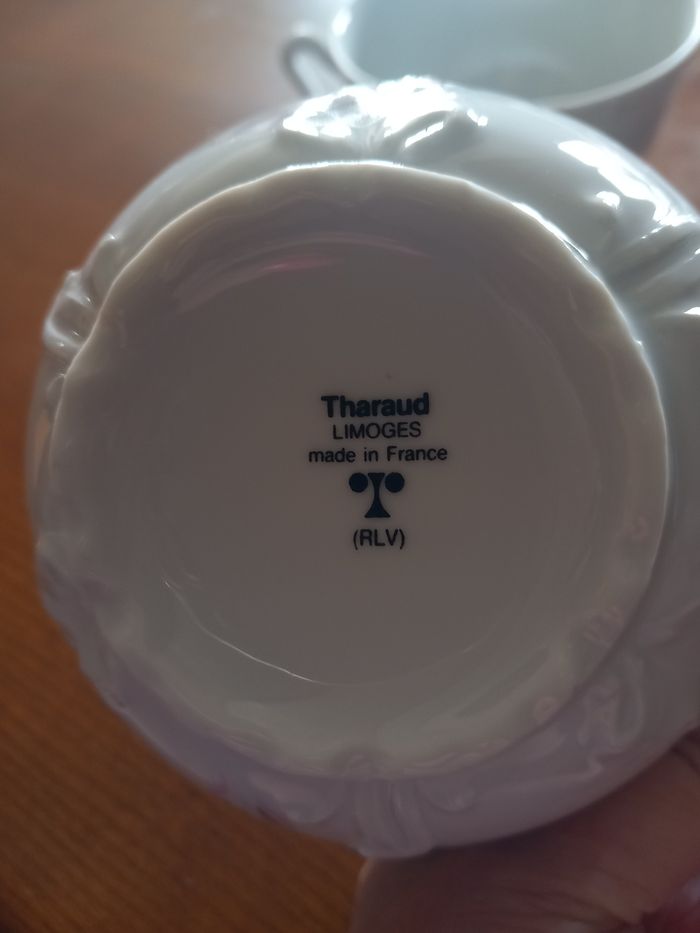 Tharaud
LIMOGES
made in France
(RLV)